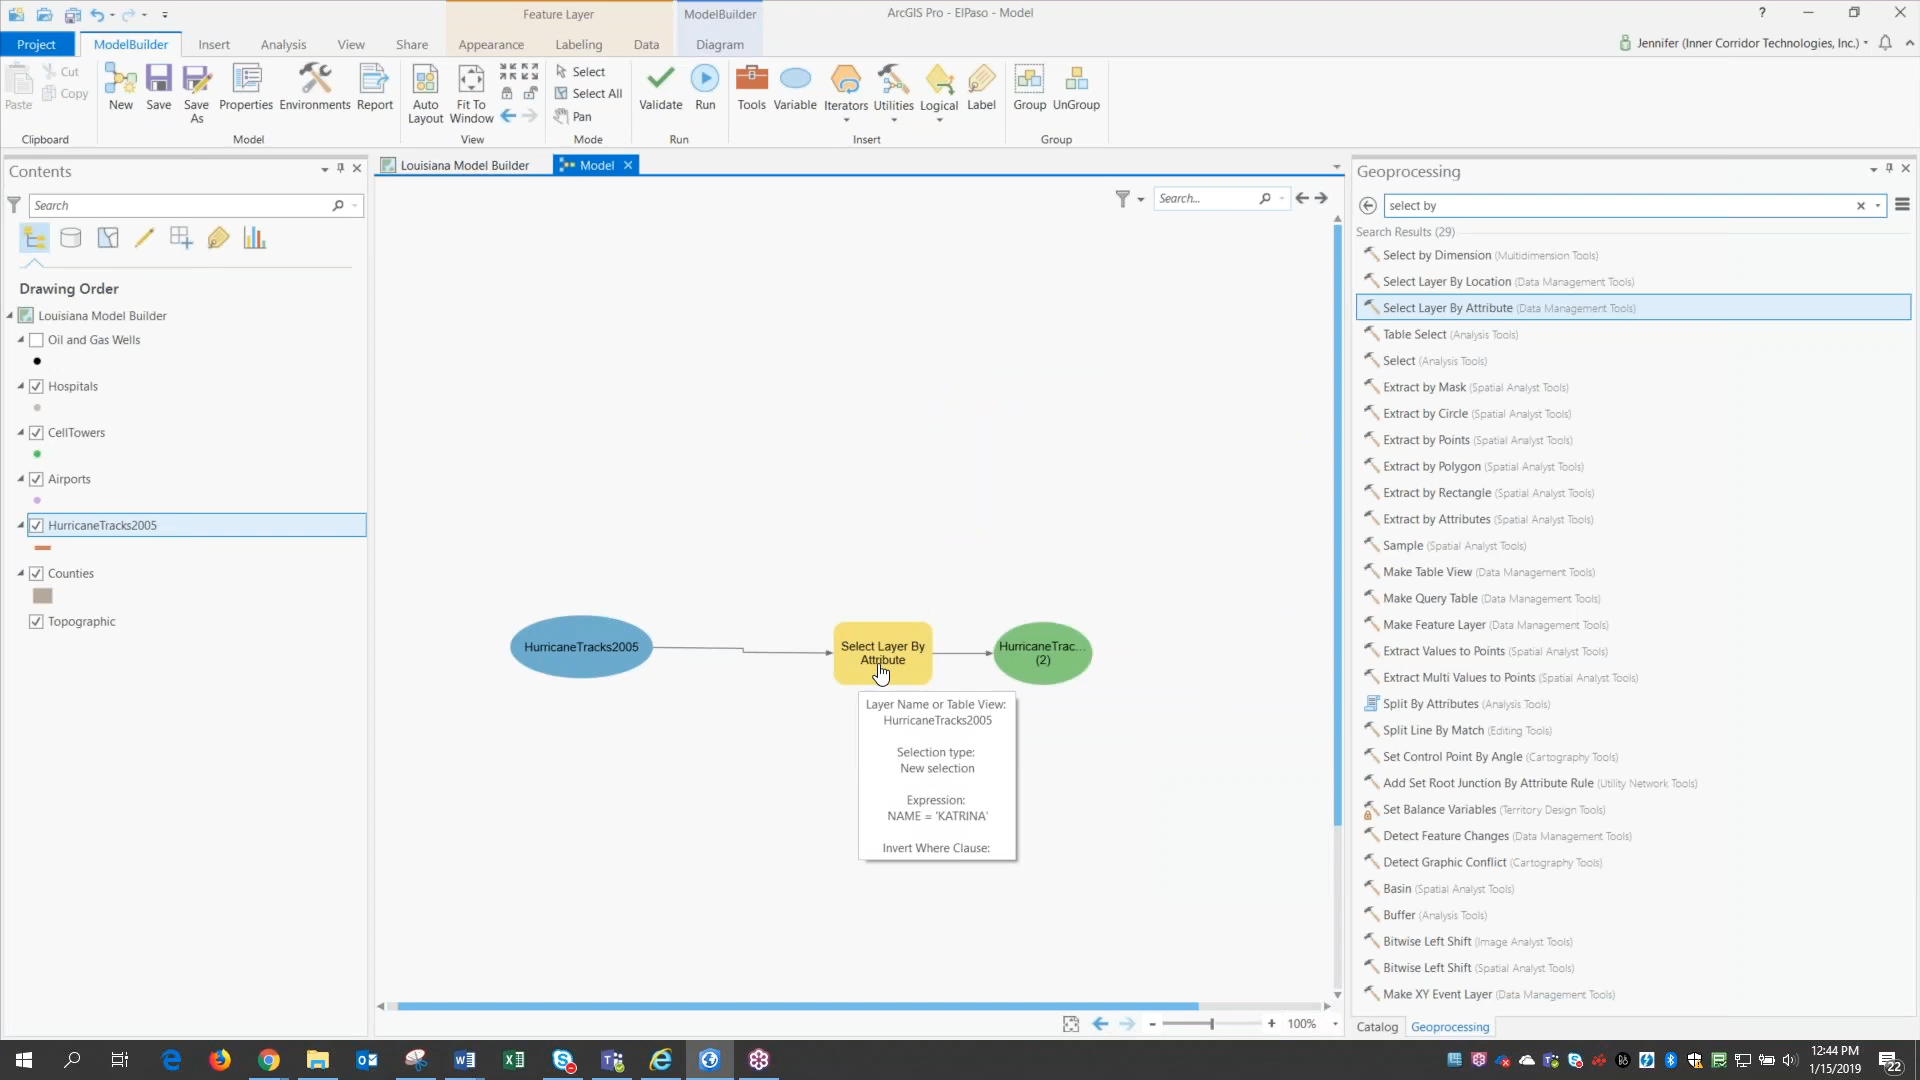 Feature Layer
ModelBuilder
ArcGIS Pro - ElPaso - Model
?
Project
ModelBuilder
Insert
Analysis
View
Share
Appearance
Labeling
Data
Diagram
Jennifer (Inner Corridor Technologies, Inc.)
Paste
Cut
Copy
New
Save
Save As
Properties
Environments
Report
Auto Layout
Fit To Window
Select
Select All
Pan
Validate
Run
Tools
Variable
Iterators
Utilities
Logical
Label
Group
UnGroup
Clipboard
Model
View
Mode
Run
Insert
Group
Contents
Search
Drawing Order
Louisiana Model Builder
Oil and Gas Wells
Hospitals
CellTowers
Airports
HurricaneTracks2005
Counties
Topographic
Louisiana Model Builder
Model
Search...
HurricaneTracks2005
Select Layer By
Attribute
HurricaneTrac...
(2)
Layer Name or Table View:
HurricaneTracks2005
Selection type:
New selection
Expression:
NAME = 'KATRINA'
Invert Where Clause:
100%
Geoprocessing
select by
Search Results (29)
Select by Dimension (Multidimension Tools)
Select Layer By Location (Data Management Tools)
Select Layer By Attribute (Data Management Tools)
Table Select (Analysis Tools)
Select (Analysis Tools)
Extract by Mask (Spatial Analyst Tools)
Extract by Circle (Spatial Analyst Tools)
Extract by Points (Spatial Analyst Tools)
Extract by Polygon (Spatial Analyst Tools)
Extract by Rectangle (Spatial Analyst Tools)
Extract by Attributes (Spatial Analyst Tools)
Sample (Spatial Analyst Tools)
Make Table View (Data Management Tools)
Make Query Table (Data Management Tools)
Make Feature Layer (Data Management Tools)
Extract Values to Points (Spatial Analyst Tools)
Extract Multi Values to Points (Spatial Analyst Tools)
Split By Attributes (Analysis Tools)
Split Line By Match (Editing Tools)
Set Control Point By Angle (Cartography Tools)
Add Set Root Junction By Attribute Rule (Utility Network Tools)
Set Balance Variables (Territory Design Tools)
Detect Feature Changes (Data Management Tools)
Detect Graphic Conflict (Cartography Tools)
Basin (Spatial Analyst Tools)
Buffer (Analysis Tools)
Bitwise Left Shift (Image Analyst Tools)
Bitwise Left Shift (Spatial Analyst Tools)
Make XY Event Layer (Data Management Tools)
Catalog
Geoprocessing
12:44 PM
1/15/2019
22